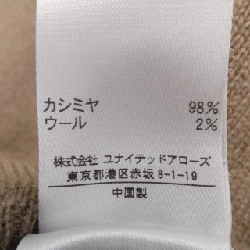 カシミヤ 98%
ウール 2%
株式会社 ユナイテッドアローズ
東京都港区赤坂8-1-19
中国製